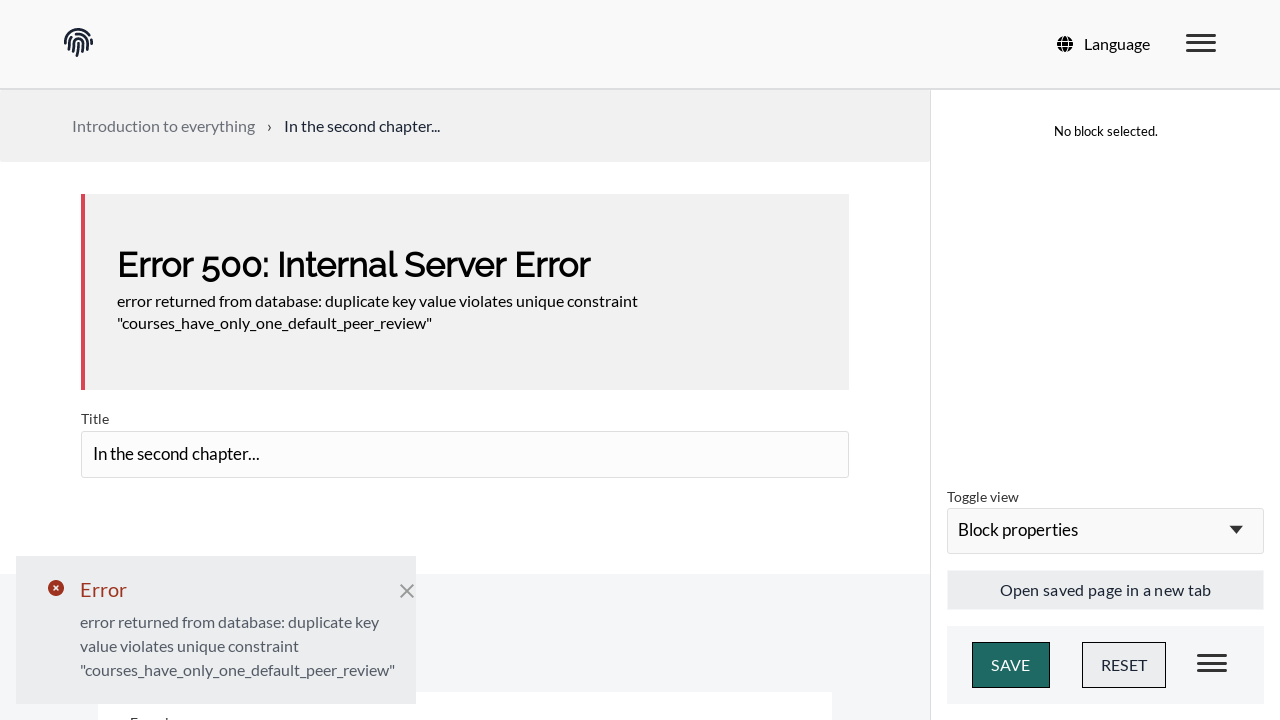 Language
Introduction to everything › In the second chapter...
No block selected.
Error 500: Internal Server Error
error returned from database: duplicate key value violates unique constraint
"courses_have_only_one_default_peer_review"
Title
In the second chapter...
Toggle view
Block properties
Open saved page in a new tab
SAVE
RESET
Error
error returned from database: duplicate key
value violates unique constraint
"courses_have_only_one_default_peer_review"